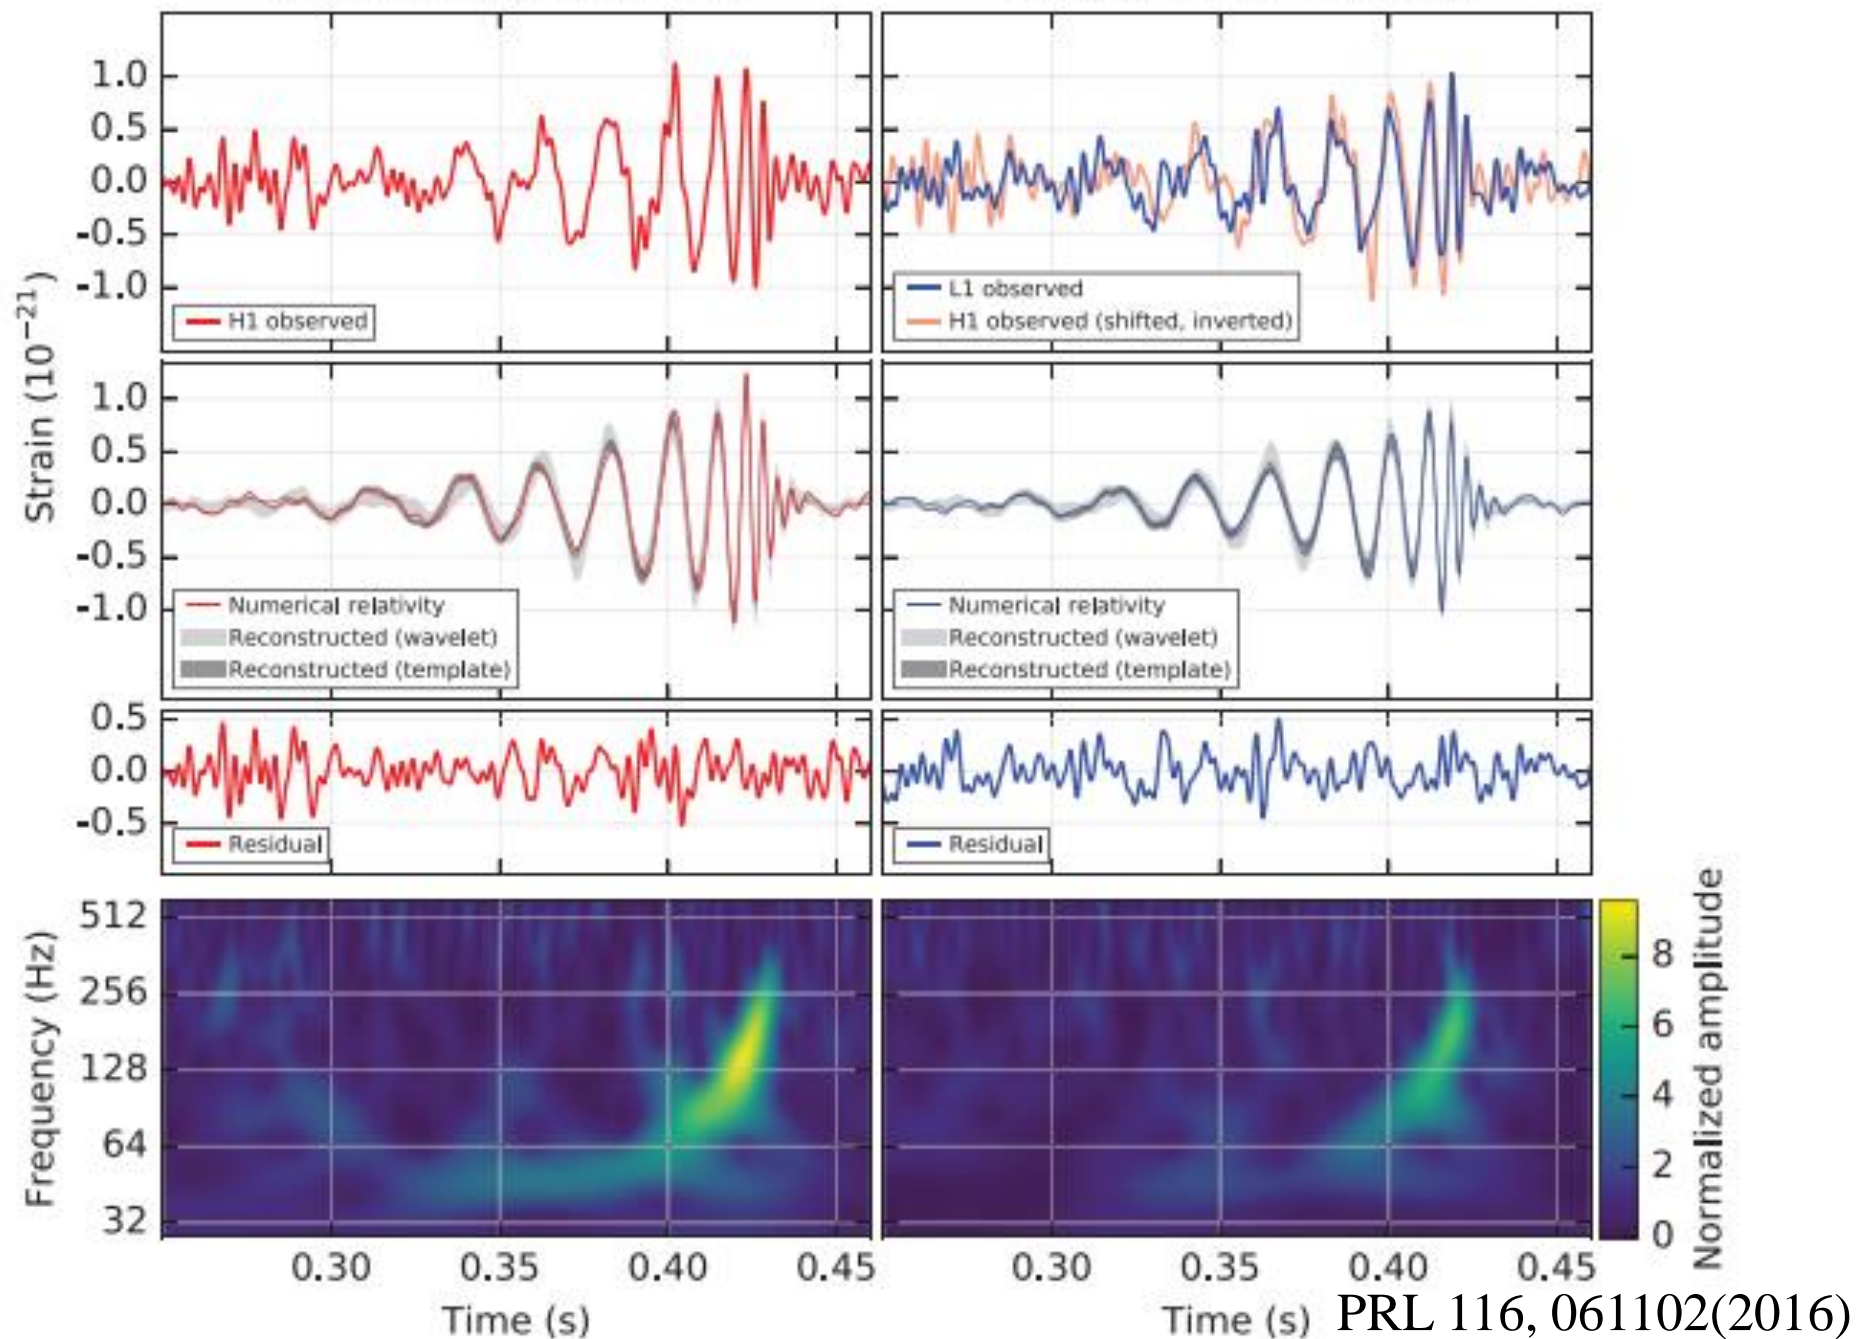 Strain (10⁻²¹)
1.0
0.5
0.0
-0.5
-1.0
H1 observed
L1 observed
H1 observed (shifted, inverted)
1.0
0.5
0.0
-0.5
-1.0
Numerical relativity
Reconstructed (wavelet)
Reconstructed (template)
Numerical relativity
Reconstructed (wavelet)
Reconstructed (template)
0.5
0.0
-0.5
Residual
Residual
Frequency (Hz)
512
256
128
64
32
Normalized amplitude
8
6
4
2
0
0.30 0.35 0.40 0.45
0.30 0.35 0.40 0.45
Time (s)
Time (s)
PRL 116, 061102(2016)